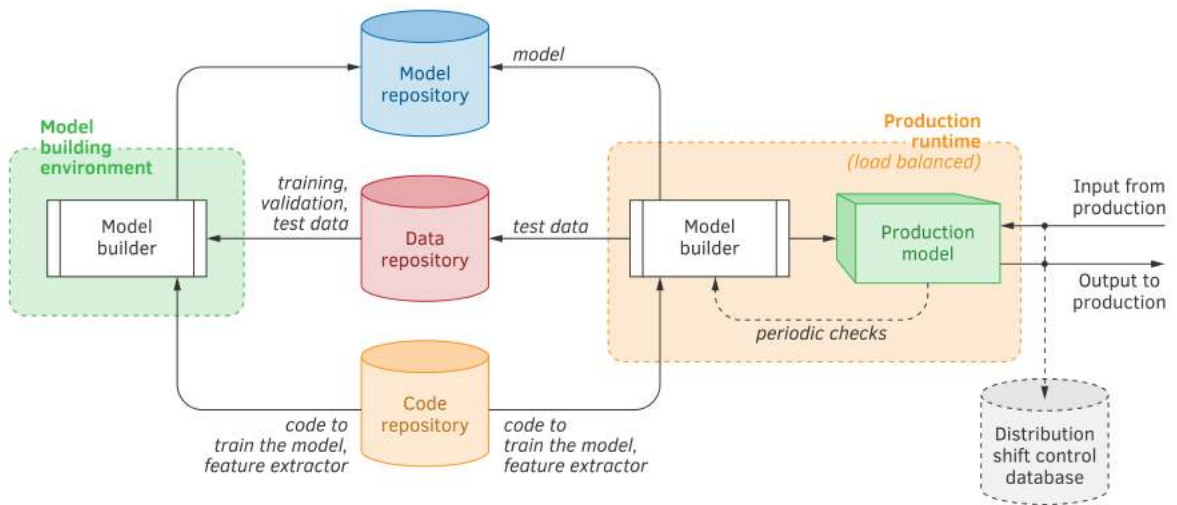 model
Model
repository
Model
building
environment
Production
runtime
(load balanced)
training,
validation,
test data
Model
builder
Data
repository
test data
Model
builder
Production
model
Input from
production
Output to
production
periodic checks
Code
repository
code to
train the model,
feature extractor
code to
train the model,
feature extractor
Distribution
shift control
database